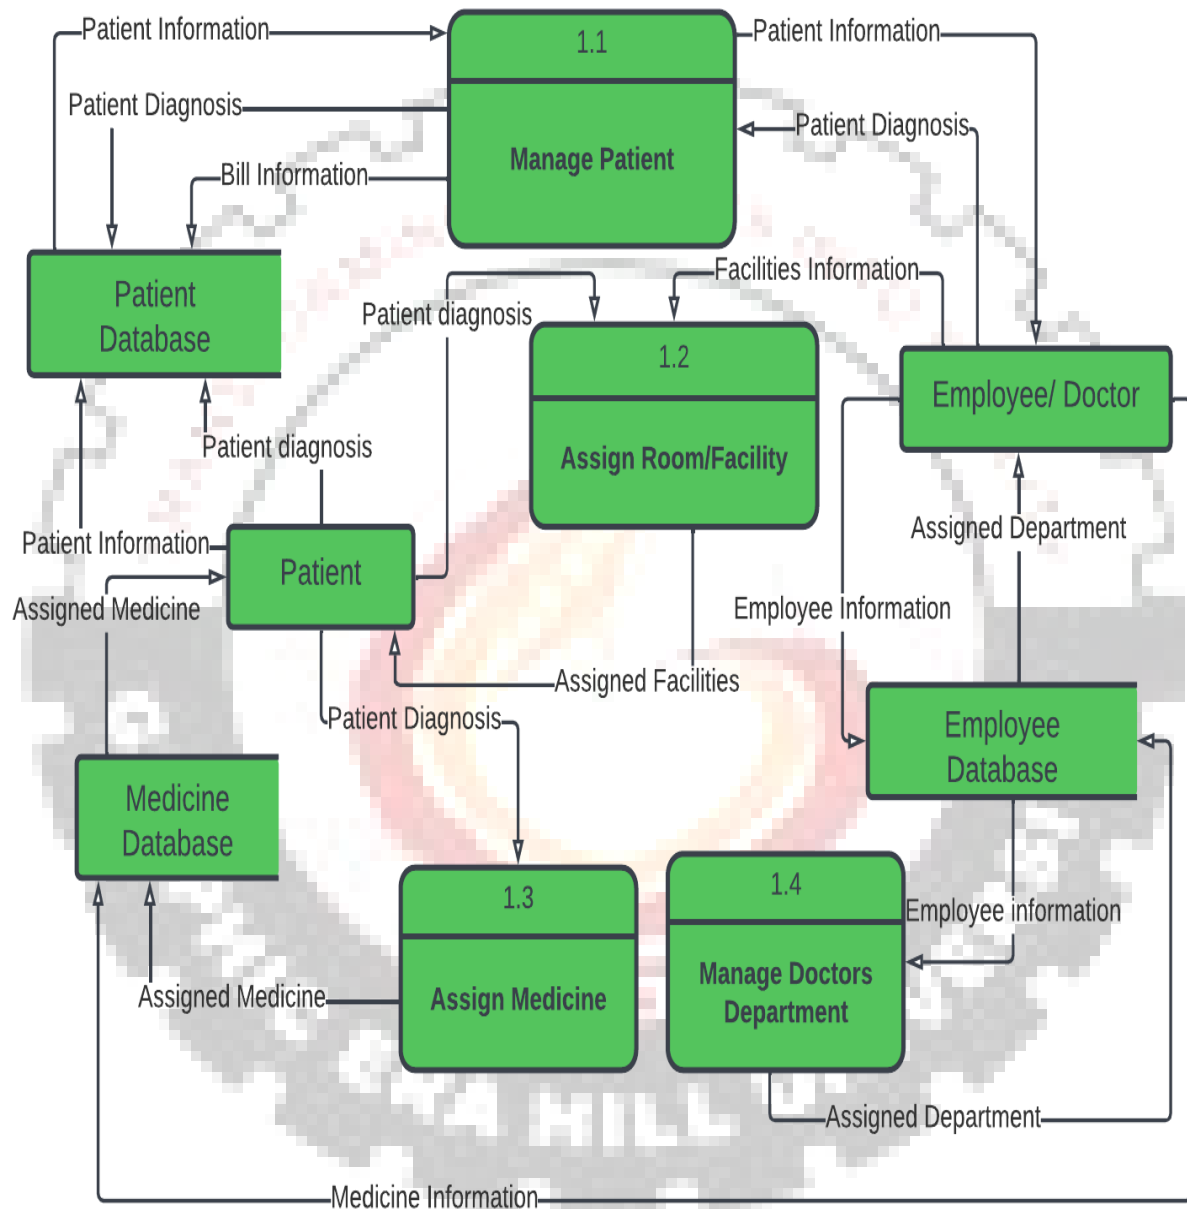 Patient Information
1.1
Patient Information
Patient Diagnosis
Patient Diagnosis
Manage Patient
Bill Information
Facilities Information
Patient
Database
Patient diagnosis
1.2
Employee/ Doctor
Patient diagnosis
Assign Room/Facility
Assigned Department
Patient Information
Patient
Assigned Medicine
Employee Information
Assigned Facilities
Patient Diagnosis
Employee
Database
Medicine
Database
1.3
1.4
Employee information
Assigned Medicine
Assign Medicine
Manage Doctors
Department
Assigned Department
Medicine Information